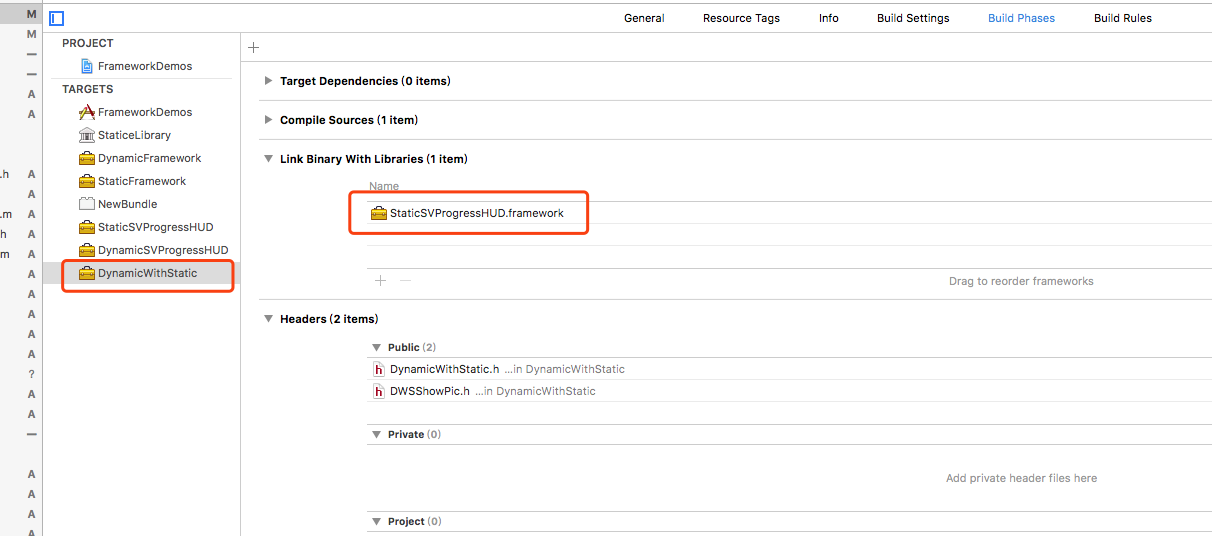 General Resource Tags Info Build Settings Build Phases Build Rules
M
M
—
—
A
A
.h A
A
.m A
h A
m A
A
A
A
A
A
?
A
A
—
A
A
A
A
PROJECT
FrameworkDemos
TARGETS
FrameworkDemos
StaticeLibrary
DynamicFramework
StaticFramework
NewBundle
StaticSVProgressHUD
DynamicSVProgressHUD
DynamicWithStatic
+
Target Dependencies (0 items)
Compile Sources (1 item)
Link Binary With Libraries (1 item)
Name
StaticSVProgressHUD.framework
+ — Drag to reorder frameworks
Headers (2 items)
Public (2)
h DynamicWithStatic.h ...in DynamicWithStatic
h DWSShowPic.h ...in DynamicWithStatic
Private (0)
Add private header files here
Project (0)